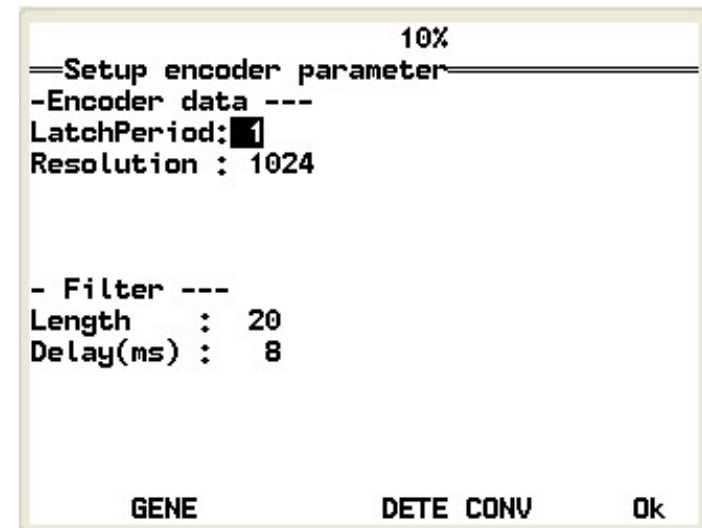 10%
Setup encoder parameter
-Encoder data ---
LatchPeriod: 1
Resolution : 1024
- Filter ---
Length : 20
Delay(ms) : 8
GENE DETE CONV Ok